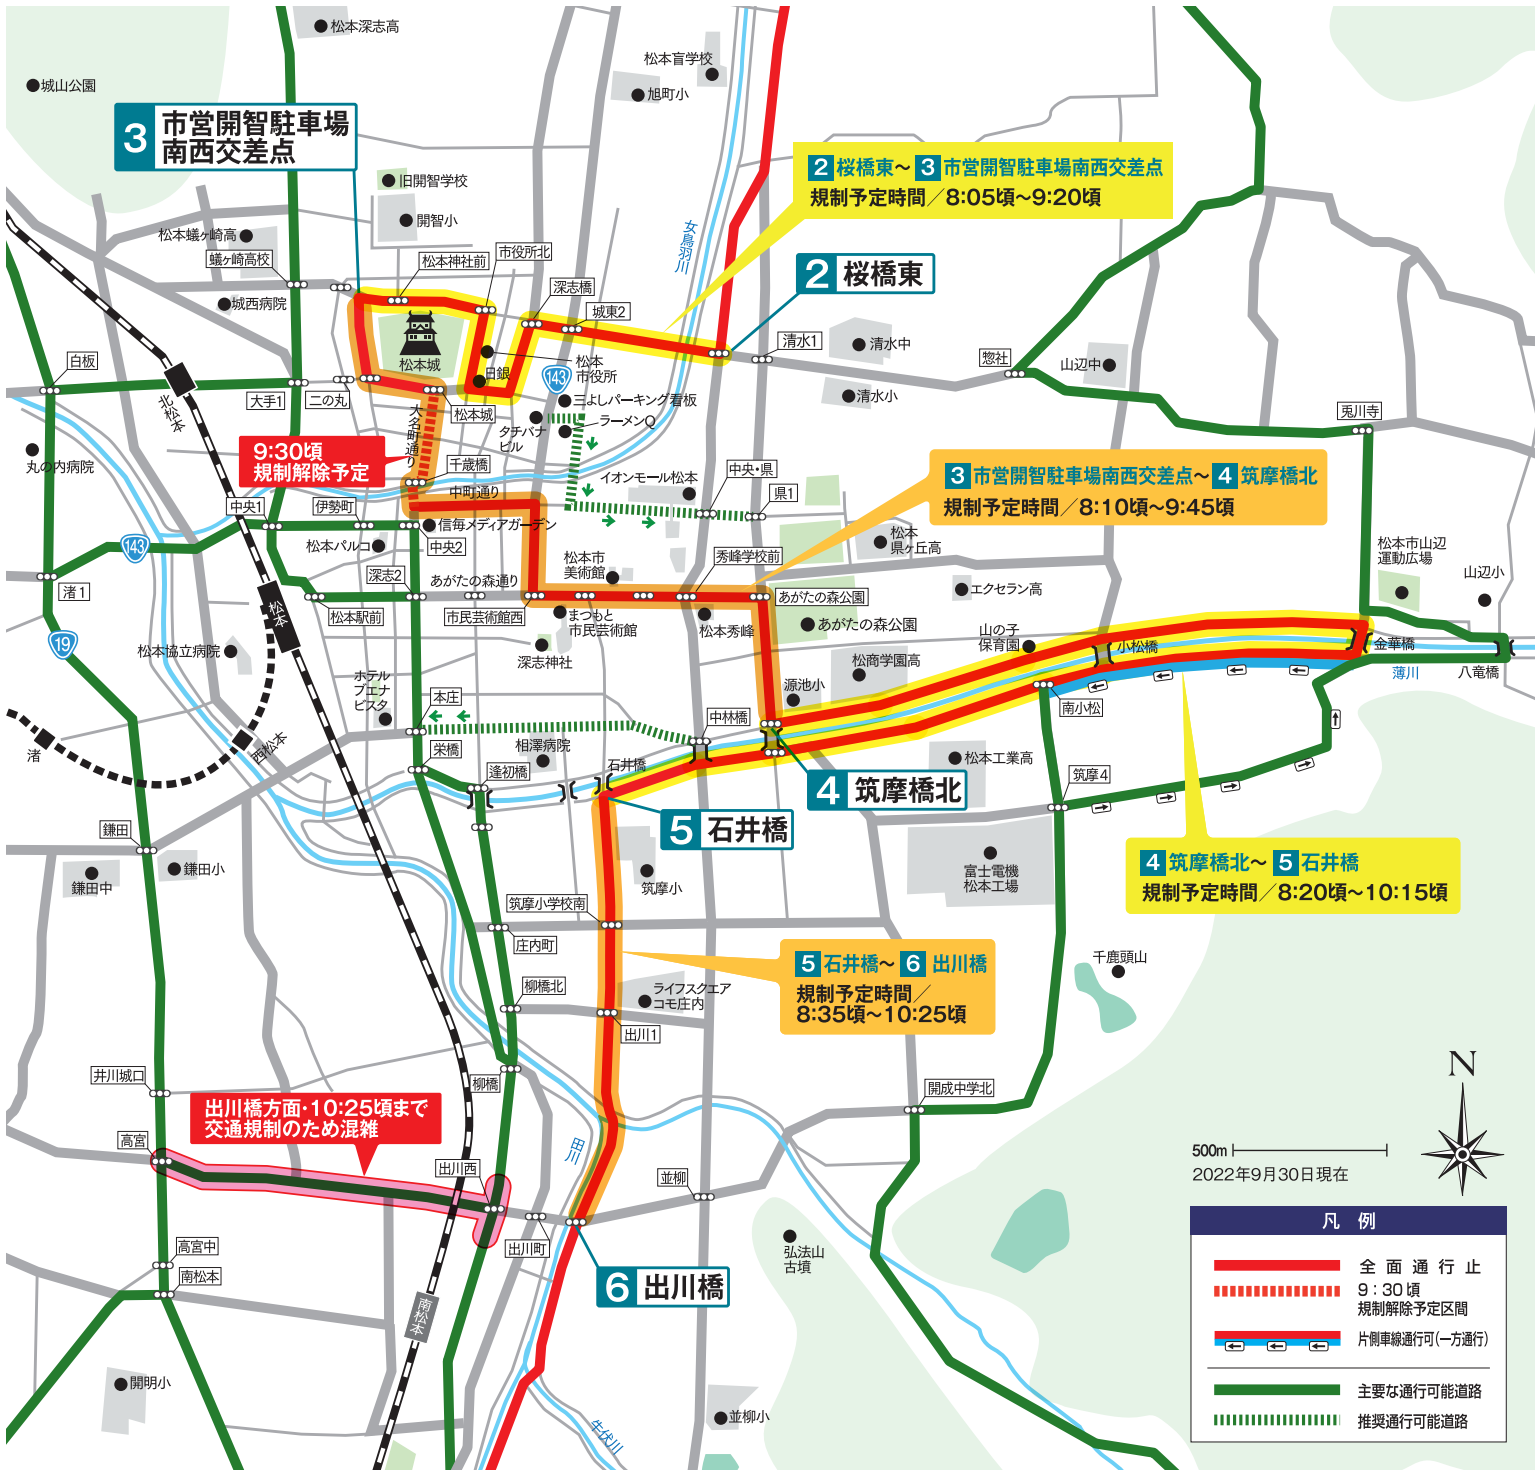 松本深志高
城山公園
松本盲学校
旭町小
3
市営開智駐車場
南西交差点
旧開智学校
開智小
松本蟻ヶ崎高
蟻ヶ崎高校
城西病院
松本神社前
市役所北
深志橋
城東2
女鳥羽川
2桜橋東～3市営開智駐車場南西交差点
規制予定時間／8:05頃～9:20頃
2 桜橋東
清水1
清水中
清水小
惣社
山辺中
兎川寺
白板
北松本
大手1
二の丸
松本城
松本城
日銀
松本
市役所
143
三よしパーキング看板
タチバナ
ビル
ラーメンQ
大名町通り
9:30頃
規制解除予定
丸の内病院
千歳橋
中町通り
イオンモール松本
中央・県
県1
3市営開智駐車場南西交差点～4筑摩橋北
規制予定時間／8:10頃～9:45頃
中央1
伊勢町
信毎メディアガーデン
松本パルコ
中央2
143
松本市
美術館
秀峰学校前
松本
県ヶ丘高
エクセラン高
松本市山辺
運動広場
山辺小
渚1
深志2
あがたの森通り
松本
松本駅前
市民芸術館西
まつもと
市民芸術館
松本秀峰
あがたの森公園
あがたの森公園
19
松本協立病院
深志神社
山の子
保育園
小松橋
金華橋
薄川
八竜橋
ホテル
ブエナ
ビスタ
松商学園高
源池小
南小松
本庄
中林橋
渚
西松本
栄橋
相澤病院
逢初橋
石井橋
松本工業高
筑摩4
4 筑摩橋北
5 石井橋
鎌田
鎌田中
鎌田小
筑摩小
富士電機
松本工場
4筑摩橋北～5石井橋
規制予定時間／8:20頃～10:15頃
筑摩小学校南
庄内町
5石井橋～6出川橋
規制予定時間／
8:35頃～10:25頃
千鹿頭山
柳橋北
ライフスクエア
コモ庄内
出川1
井川城口
柳橋
開成中学北
出川橋方面・10:25頃まで
交通規制のため混雑
高宮
出川西
田川
並柳
N
500m
2022年9月30日現在
高宮中
出川町
南松本
6 出川橋
弘法山
古墳
南松本
開明小
牛伏川
並柳小
凡 例
全面通行止
9：30頃
規制解除予定区間
片側車線通行可(一方通行)
主要な通行可能道路
推奨通行可能道路